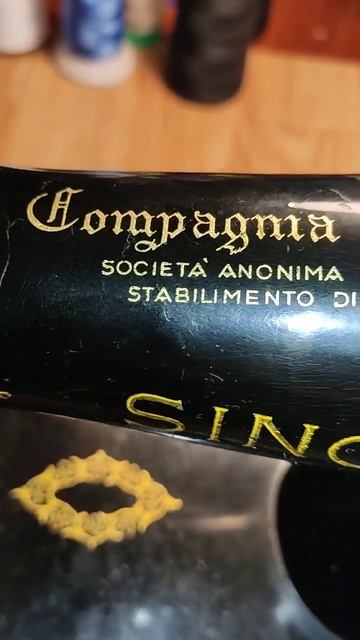 Compagnia
SOCIETÀ ANONIMA
STABILIMENTO DI
SING